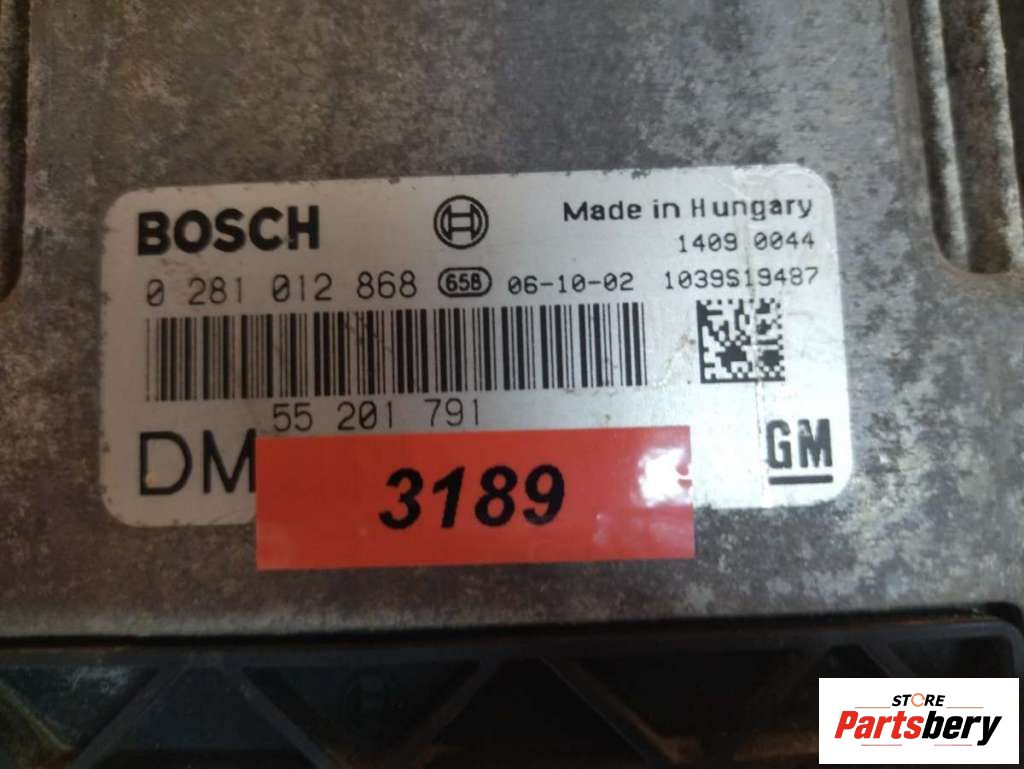 BOSCH Made in Hungary
1409 0044
0 281 012 868 658 06-10-02 1039S19487
55 201 791
DM GM
3189
STORE
Partsbery